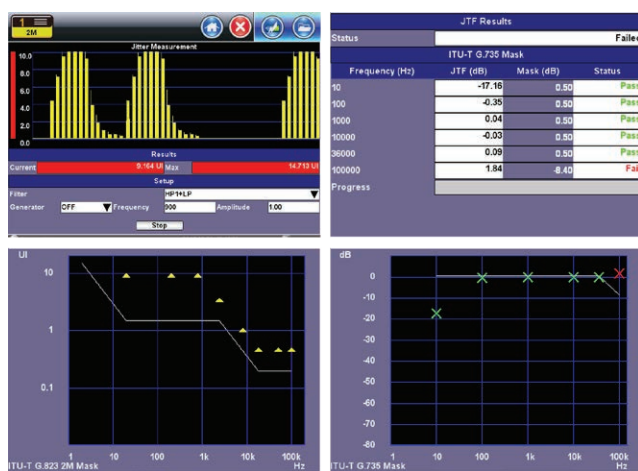 1
2M
Jitter Measurement
10.0
8.0
6.0
4.0
2.0
0.0
Results
Current 9.164 UI Max 14.713 UI
Setup
Filter HP1+LP
Generator OFF Frequency 900 Amplitude 1.00
Stop
JTF Results
Status Failed
ITU-T G.735 Mask
Frequency (Hz) JTF (dB) Mask (dB) Status
10 -17.16 0.50 Pass
100 -0.35 0.50 Pass
1000 0.04 0.50 Pass
10000 -0.03 0.50 Pass
36000 0.09 0.50 Pass
100000 1.84 -8.40 Fail
Progress
UI
10
1
0.1
1 10 100 1k 10k 100k
ITU-T G.823 2M Mask Hz
dB
0
-10
-20
-30
-40
-50
-60
-70
-80
1 10 100 1k 10k 100k
ITU-T G.735 Mask Hz